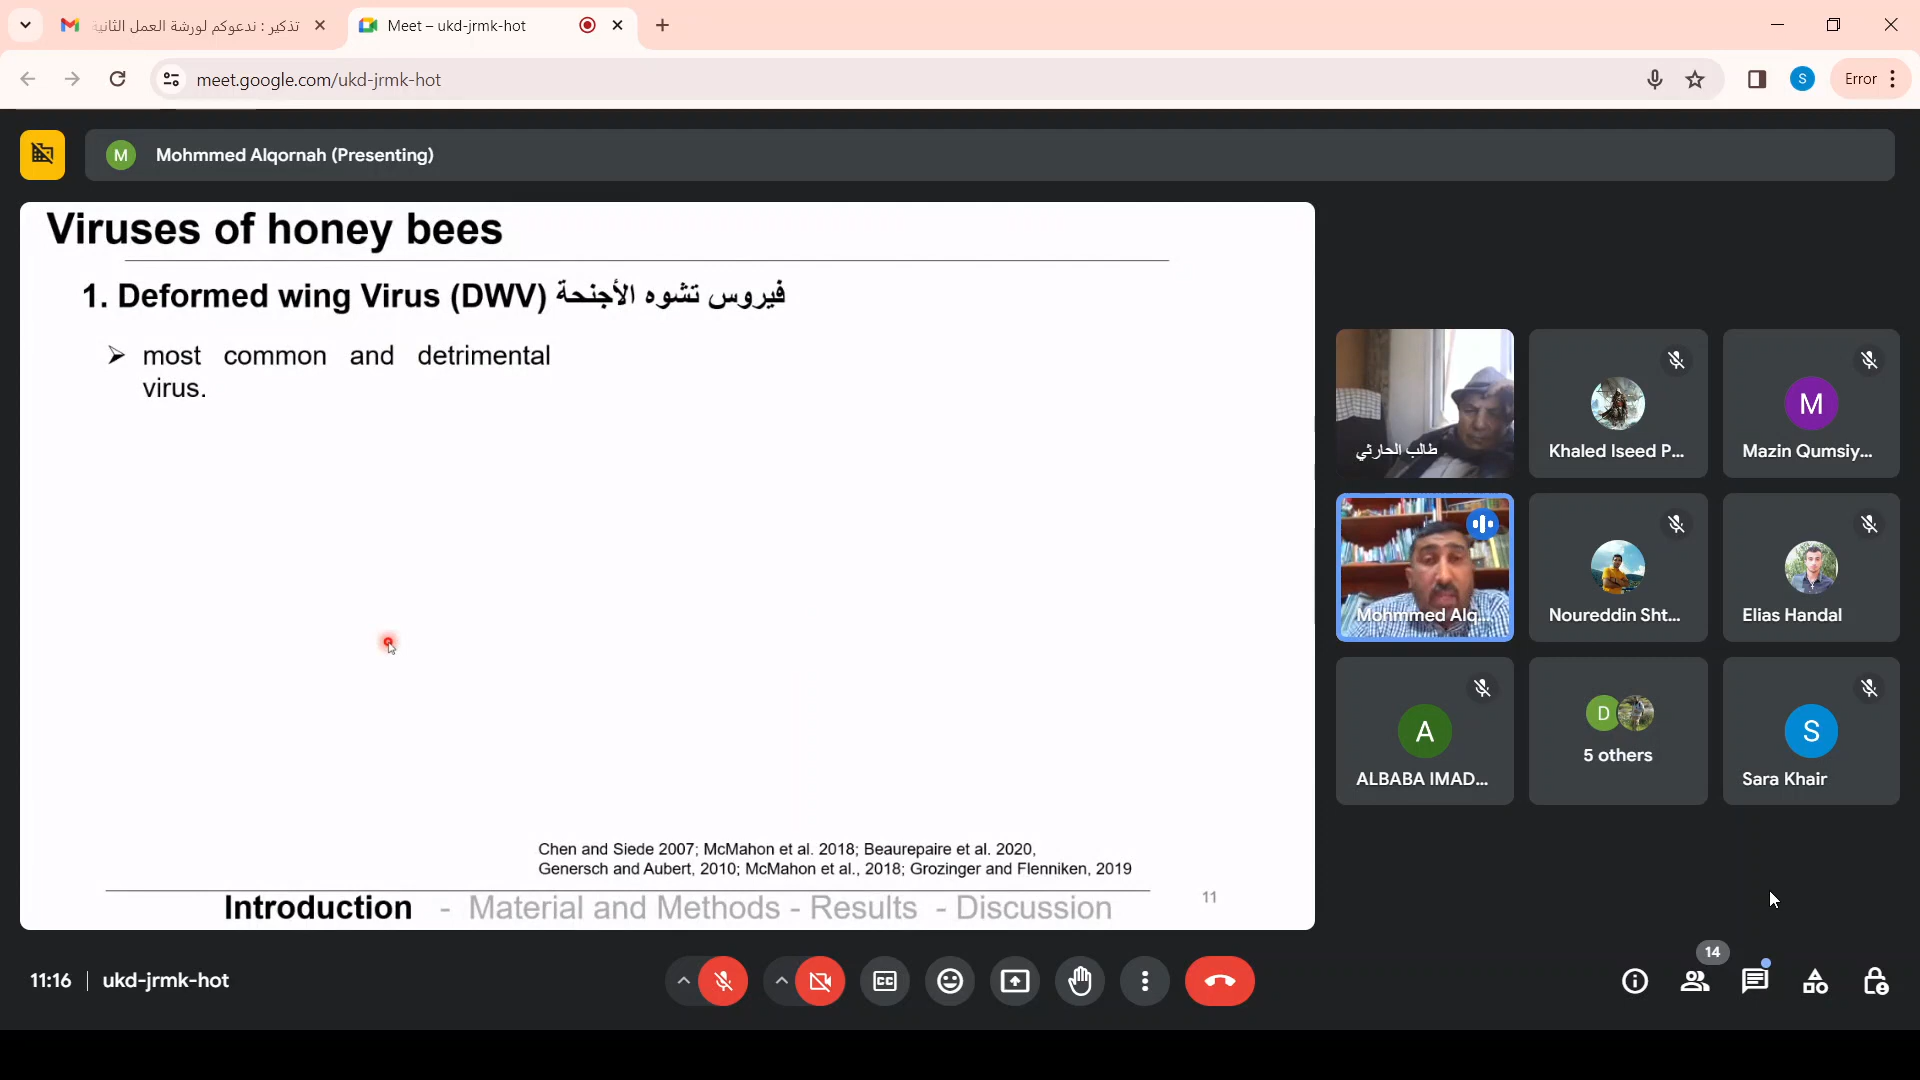 تذكير : ندعوكم لورشة العمل الثانية
Meet – ukd-jrmk-hot
meet.google.com/ukd-jrmk-hot
S
Error
M
Mohmmed Alqornah (Presenting)
Viruses of honey bees
1. Deformed wing Virus (DWV) فيروس تشوه الأجنحة
➢ most common and detrimental
virus.
Chen and Siede 2007; McMahon et al. 2018; Beaurepaire et al. 2020,
Genersch and Aubert, 2010; McMahon et al., 2018; Grozinger and Flenniken, 2019
Introduction - Material and Methods - Results - Discussion
11
طالب الحارثي
Khaled Iseed P...
M
Mazin Qumsiy...
Mohmmed Alq...
Noureddin Sht...
Elias Handal
A
ALBABA IMAD...
D
5 others
S
Sara Khair
11:16 | ukd-jrmk-hot
CC
14